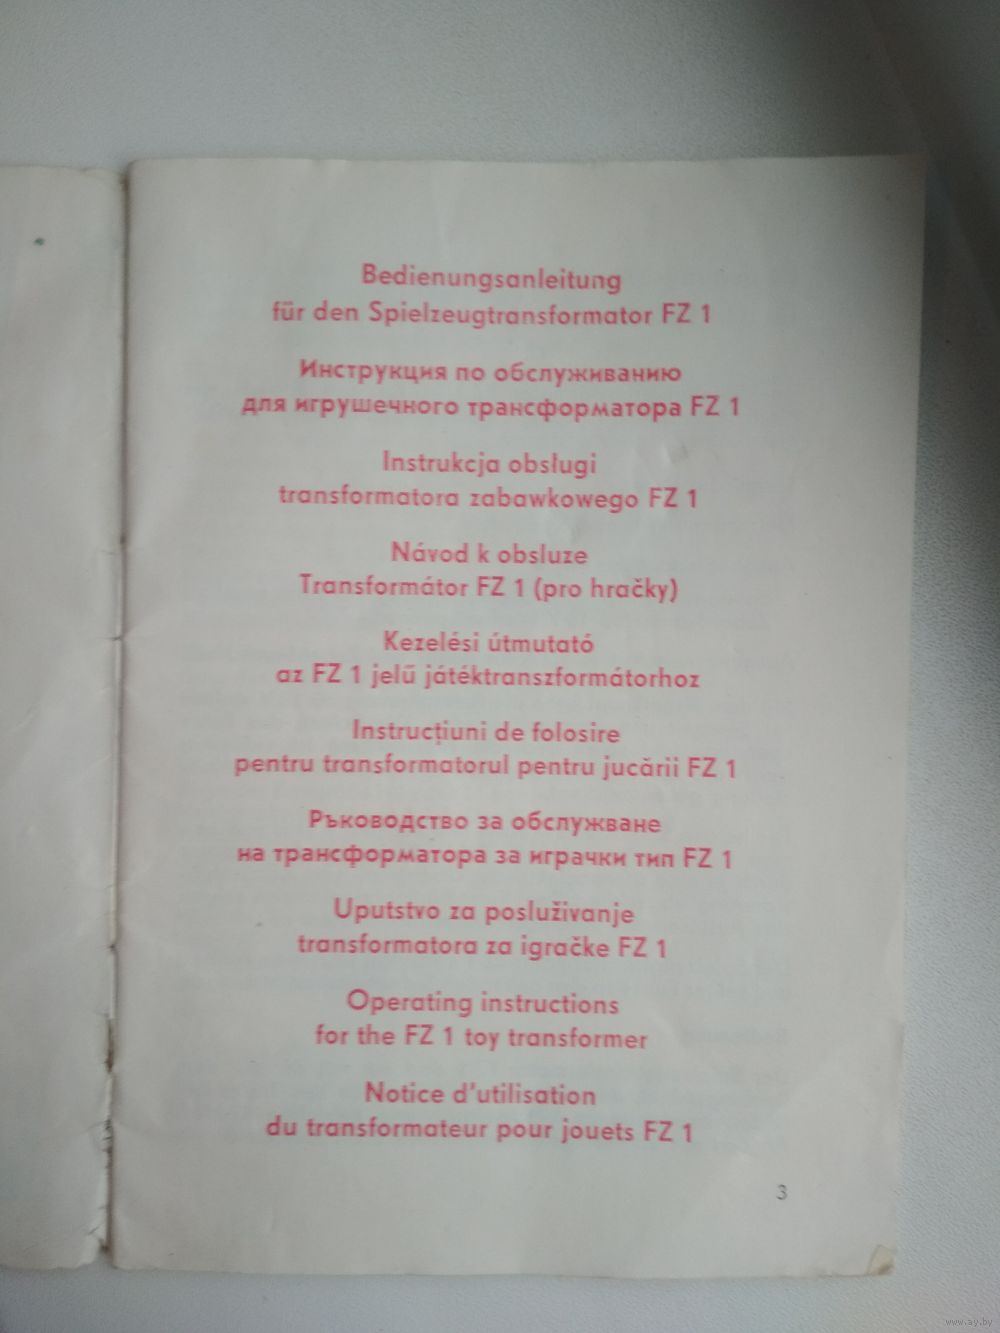 Bedienungsanleitung
für den Spielzeugtransformator FZ 1
Инструкция по обслуживанию
для игрушечного трансформатора FZ 1
Instrukcja obsługi
transformatora zabawkowego FZ 1
Návod k obsluze
Transformátor FZ 1 (pro hračky)
Kezelési útmutató
az FZ 1 jelű játéktranszformátorhoz
Instrucțiuni de folosire
pentru transformatorul pentru jucării FZ 1
Ръководство за обслужване
на трансформатора за играчки тип FZ 1
Uputstvo za posluživanje
transformatora za igračke FZ 1
Operating instructions
for the FZ 1 toy transformer
Notice d'utilisation
du transformateur pour jouets FZ 1
3
www.ay.by